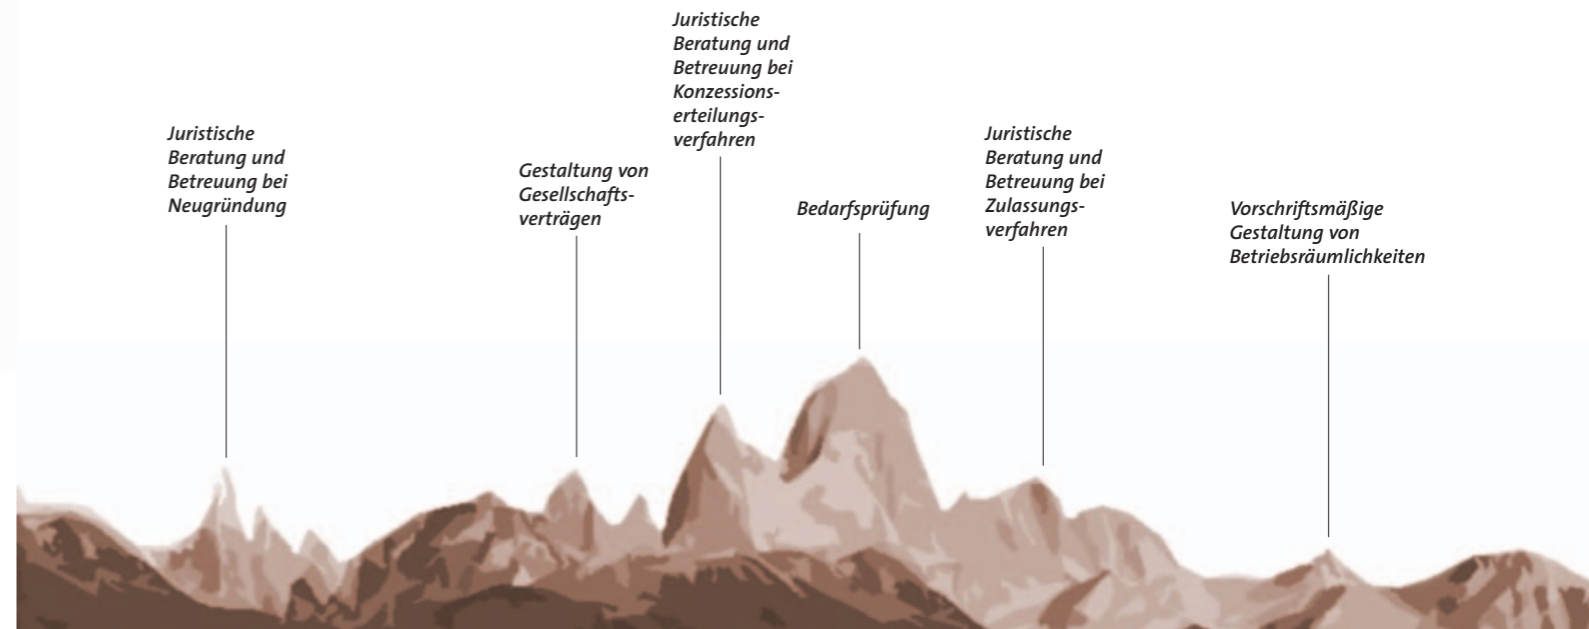 Juristische
Beratung und
Betreuung bei
Neugründung
Gestaltung von
Gesellschafts-
verträgen
Juristische
Beratung und
Betreuung bei
Konzessions-
erteilungs-
verfahren
Bedarfsprüfung
Juristische
Beratung und
Betreuung bei
Zulassungs-
verfahren
Vorschriftsmäßige
Gestaltung von
Betriebsräumlichkeiten